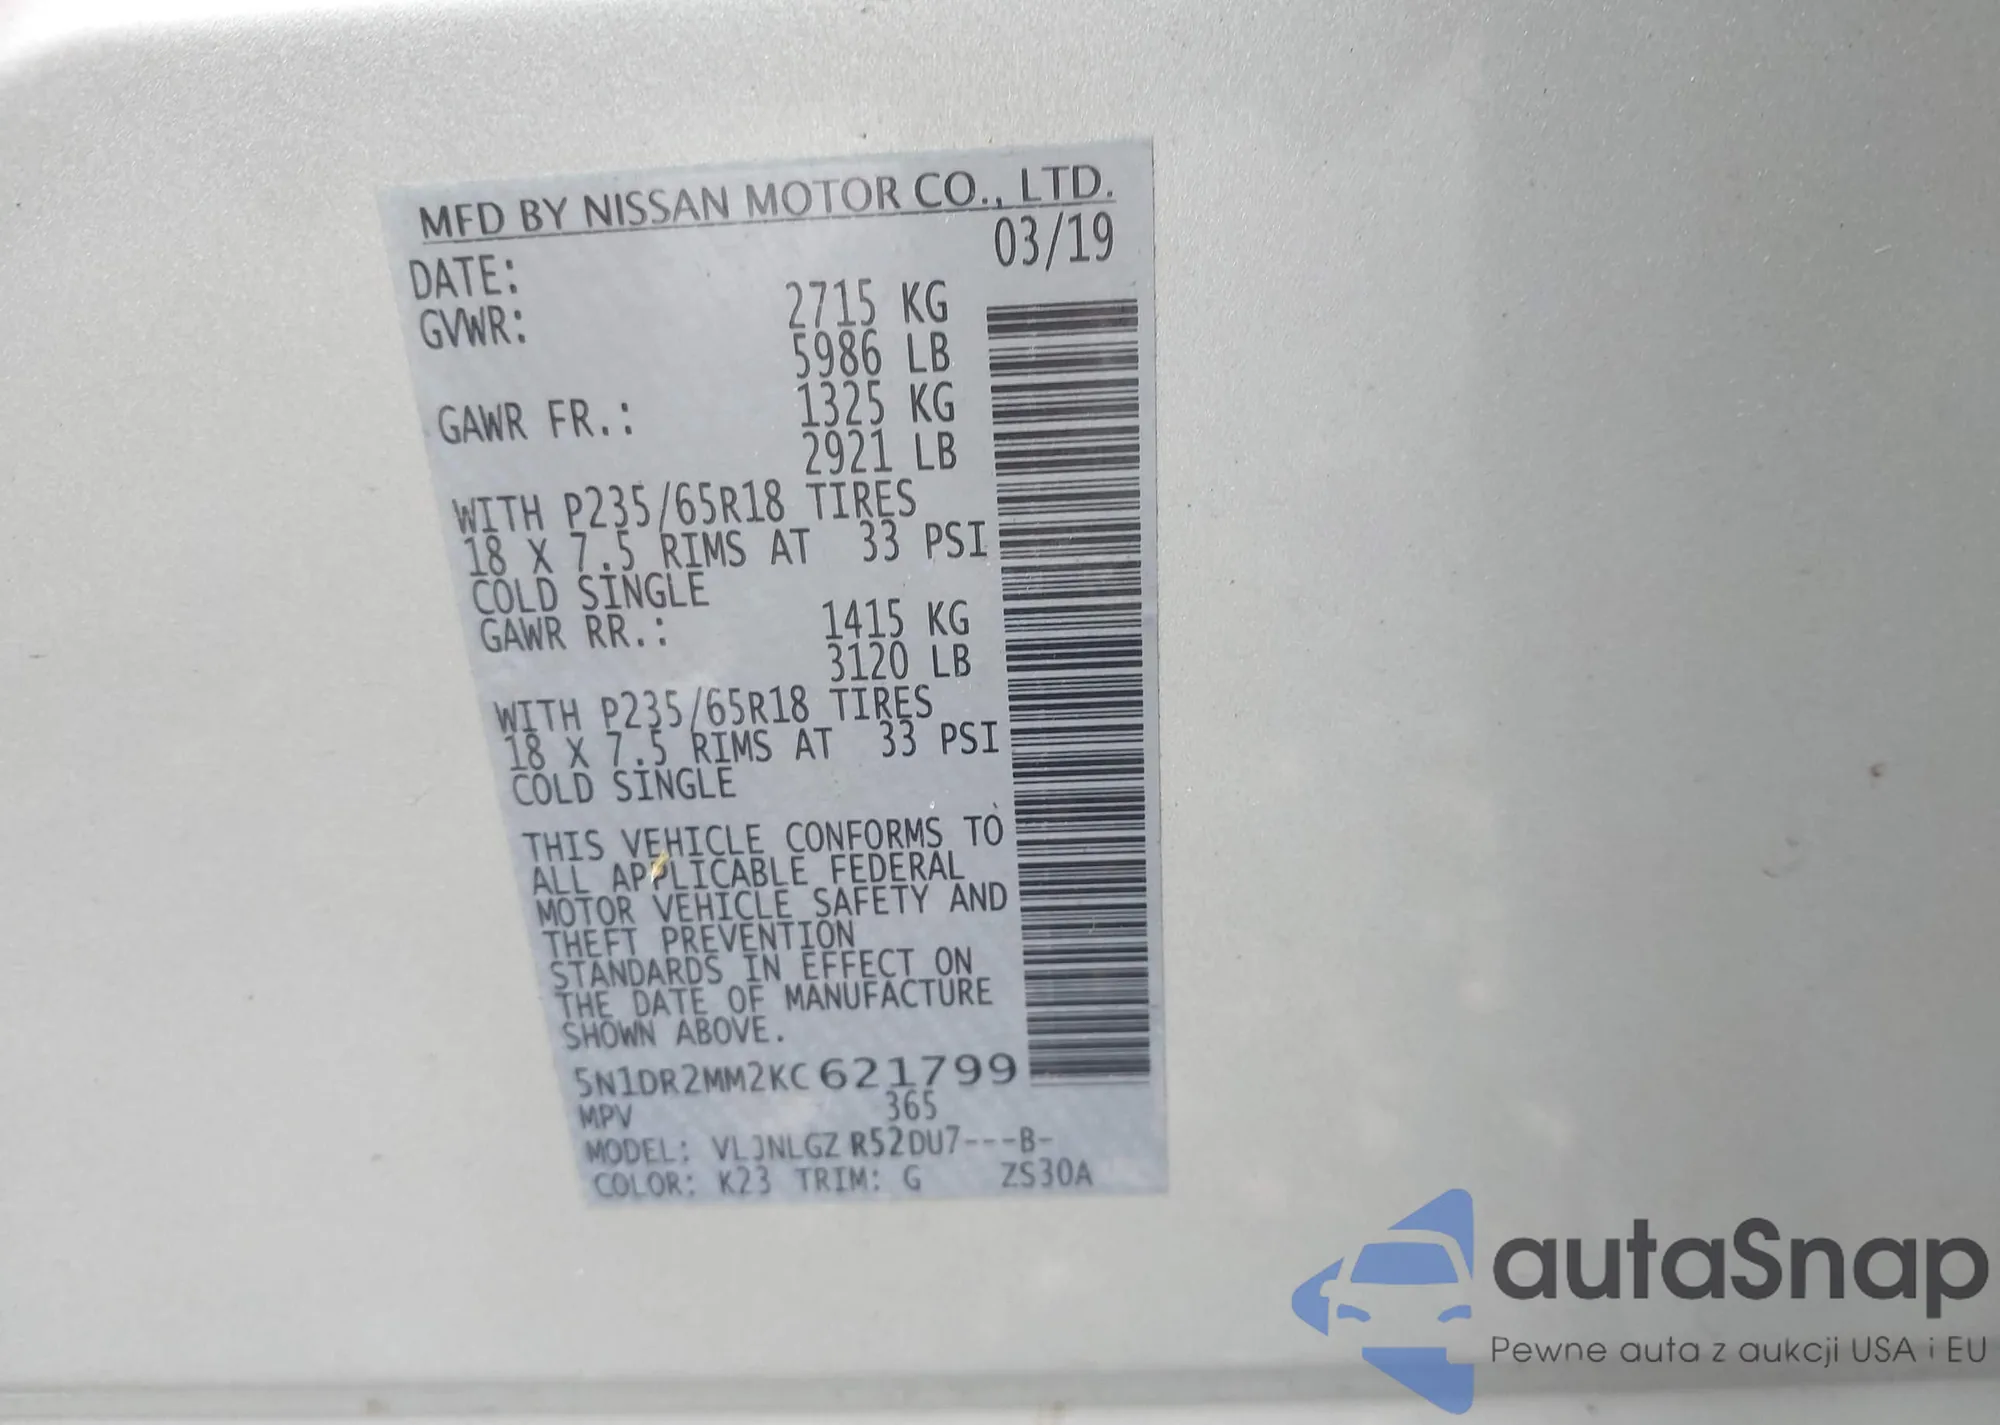 MFD BY NISSAN MOTOR CO., LTD.
DATE: 03/19
GVWR: 2715 KG
5986 LB
GAWR FR.: 1325 KG
2921 LB
WITH P235/65R18 TIRES
18 X 7.5 RIMS AT 33 PSI
COLD SINGLE
GAWR RR.: 1415 KG
3120 LB
WITH P235/65R18 TIRES
18 X 7.5 RIMS AT 33 PSI
COLD SINGLE
THIS VEHICLE CONFORMS TO
ALL APPLICABLE FEDERAL
MOTOR VEHICLE SAFETY AND
THEFT PREVENTION
STANDARDS IN EFFECT ON
THE DATE OF MANUFACTURE
SHOWN ABOVE.
5N1DR2MM2KC621799
MPV 365
MODEL: VLJNLGZ R52DU7---B-
COLOR: K23 TRIM: G ZS30A
autaSnap
Pewne auta z aukcji USA i EU